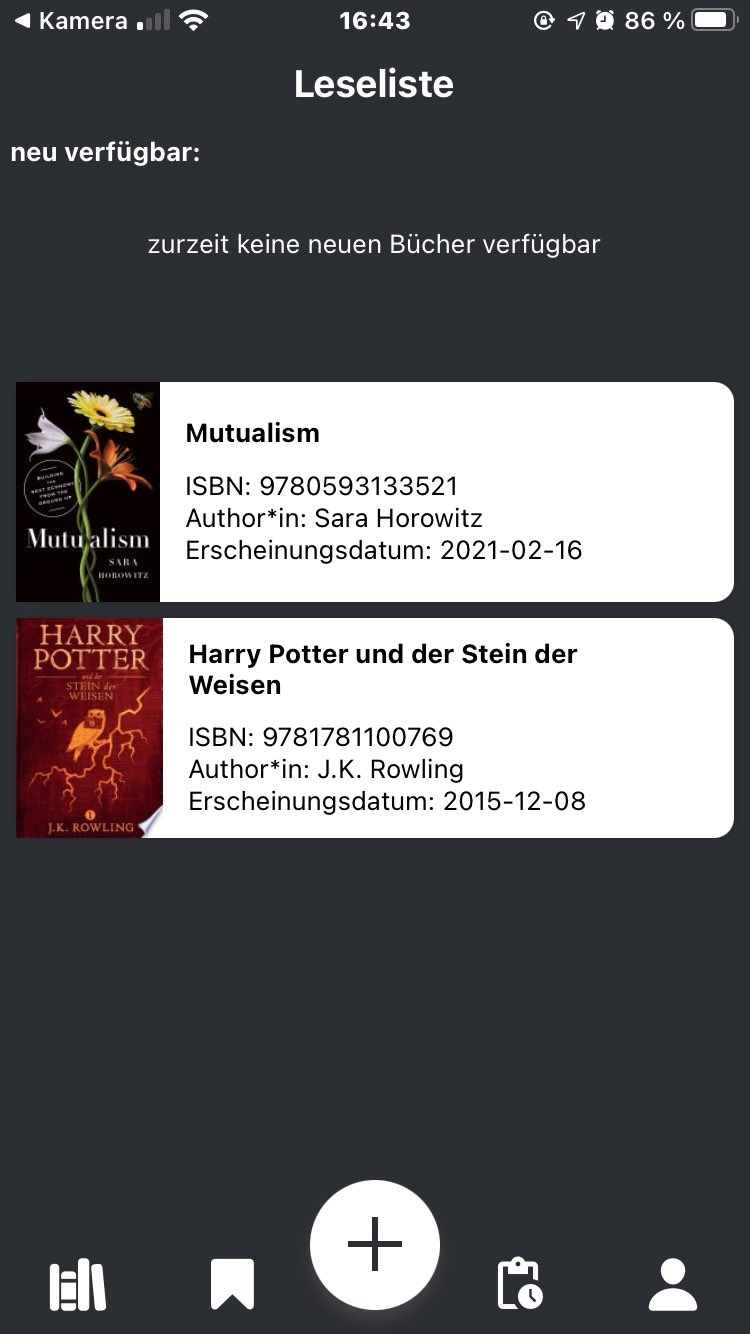 Kamera
16:43
86 %
Leseliste
neu verfügbar:
zurzeit keine neuen Bücher verfügbar
BUILDING
THE
NEXT ECONOMY
FROM THE
GROUND UP
Mutualism
SARA
HOROWITZ
Mutualism
ISBN: 9780593133521
Author*in: Sara Horowitz
Erscheinungsdatum: 2021-02-16
HARRY
POTTER
und der
STEIN der
WEISEN
1
J.K. ROWLING
Harry Potter und der Stein der
Weisen
ISBN: 9781781100769
Author*in: J.K. Rowling
Erscheinungsdatum: 2015-12-08